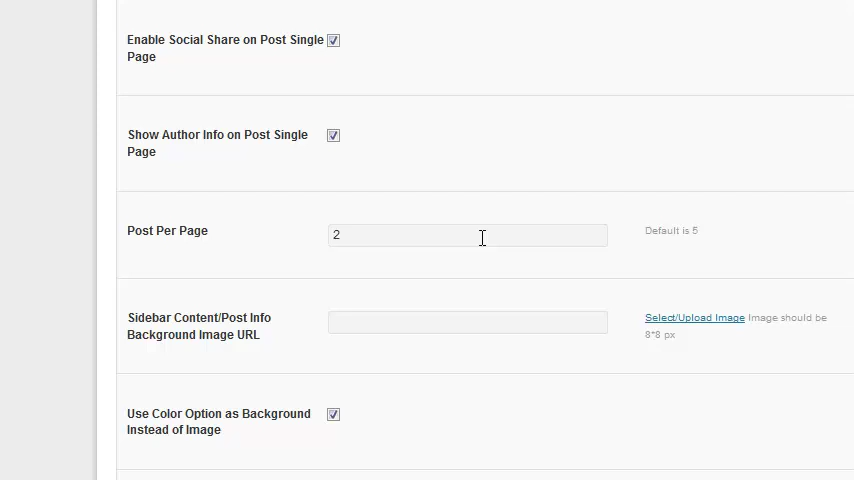 Enable Social Share on Post Single
Page
Show Author Info on Post Single
Page
Post Per Page
2
Default is 5
Sidebar Content/Post Info
Background Image URL
Select/Upload Image Image should be
8*8 px
Use Color Option as Background
Instead of Image